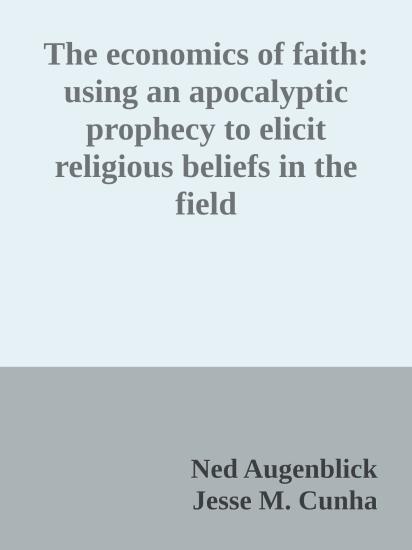 The economics of faith:
using an apocalyptic
prophecy to elicit
religious beliefs in the
field
Ned Augenblick
Jesse M. Cunha